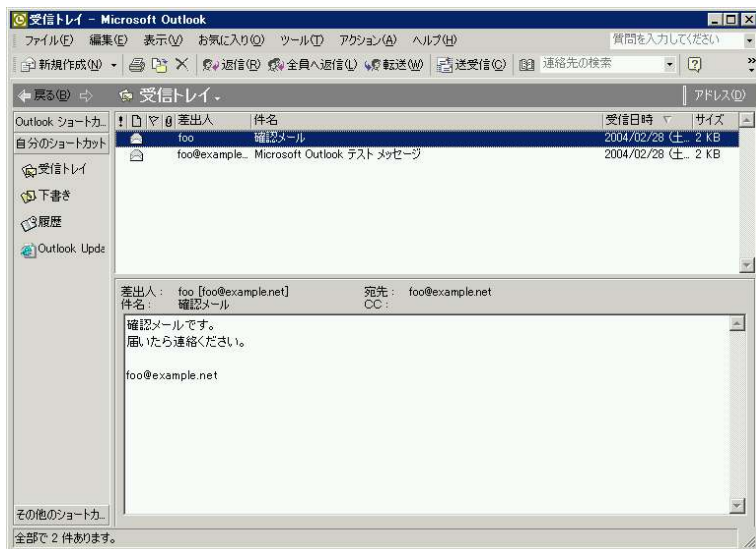 受信トレイ - Microsoft Outlook
ファイル(F) 編集(E) 表示(V) お気に入り(O) ツール(T) アクション(A) ヘルプ(H) 質問を入力してください
新規作成(N) 返信(R) 全員へ返信(L) 転送(W) 送受信(C) 連絡先の検索
戻る(B) 受信トレイ. アドレス(D)
Outlook ショートカ...
自分のショートカット
受信トレイ
下書き
履歴
Outlook Upda
その他のショートカ...
差出人 件名 受信日時 サイズ
foo 確認メール 2004/02/28 (土... 2 KB
foo@example... Microsoft Outlook テスト メッセージ 2004/02/28 (土... 2 KB
差出人: foo [foo@example.net] 宛先: foo@example.net
件名: 確認メール CC:
確認メールです。
届いたら連絡ください。
foo@example.net
全部で 2 件あります。